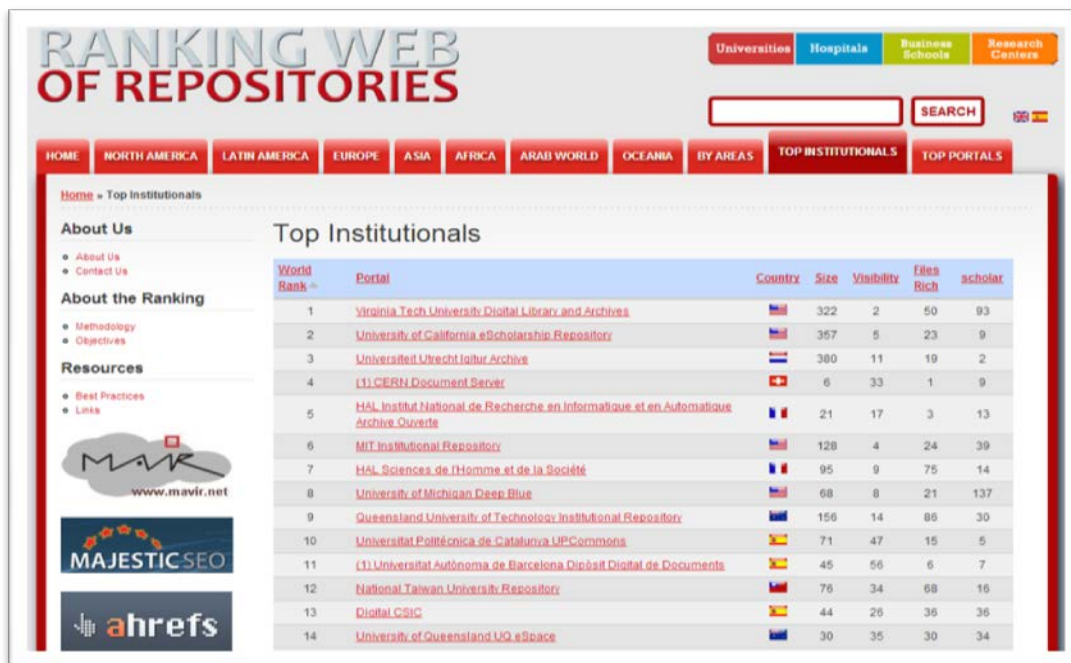 RANKING WEB
OF REPOSITORIES
Universities Hospitals Business Schools Research Centers
SEARCH
HOME NORTH AMERICA LATIN AMERICA EUROPE ASIA AFRICA ARAB WORLD OCEANIA BY AREAS TOP INSTITUTIONALS TOP PORTALS
Home » Top Institutionals
About Us
About Us
Contact Us
About the Ranking
Methodology
Objectives
Resources
Best Practices
Links
MAVIR
www.mavir.net
MAJESTICSEO
ahrefs
Top Institutionals
World Rank Portal Country Size Visibility Files Rich scholar
1 Virginia Tech University Digital Library and Archives 322 2 50 93
2 University of California eScholarship Repository 357 5 23 9
3 Universiteit Utrecht Igitur Archive 380 11 19 2
4 (1) CERN Document Server 6 33 1 9
5 HAL Institut National de Recherche en Informatique et en Automatique Archive Ouverte 21 17 3 13
6 MIT Institutional Repository 128 4 24 39
7 HAL Sciences de l'Homme et de la Société 95 9 75 14
8 University of Michigan Deep Blue 68 8 21 137
9 Queensland University of Technology Institutional Repository 156 14 86 30
10 Universitat Politécnica de Catalunya UPCommons 71 47 15 5
11 (1) Universitat Autònoma de Barcelona Dipòsit Digital de Documents 45 56 6 7
12 National Taiwan University Repository 76 34 68 16
13 Digital CSIC 44 26 36 36
14 University of Queensland UQ eSpace 30 35 30 34